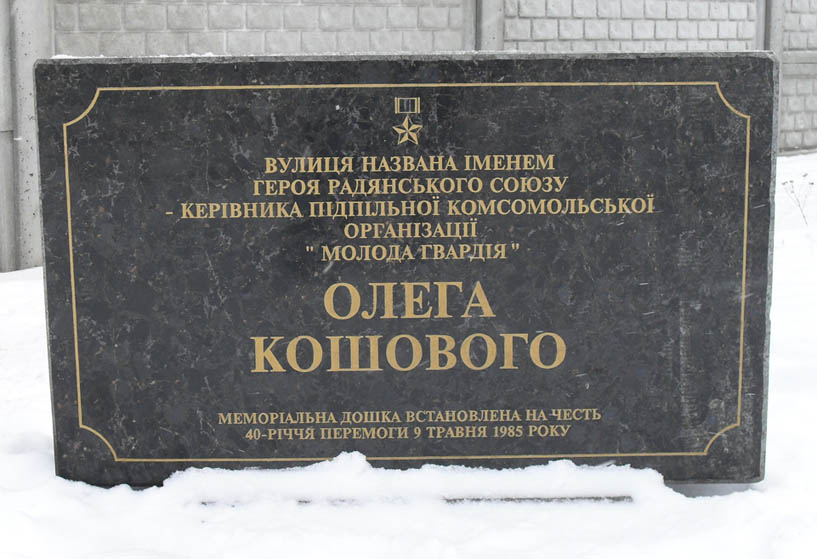 ВУЛИЦЯ НАЗВАНА ІМЕНЕМ
ГЕРОЯ РАДЯНСЬКОГО СОЮЗУ
- КЕРІВНИКА ПІДПІЛЬНОЇ КОМСОМОЛЬСЬКОЇ
ОРГАНІЗАЦІЇ
" МОЛОДА ГВАРДІЯ "
ОЛЕГА
КОШОВОГО
МЕМОРІАЛЬНА ДОШКА ВСТАНОВЛЕНА НА ЧЕСТЬ
40-РІЧЧЯ ПЕРЕМОГИ 9 ТРАВНЯ 1985 РОКУ